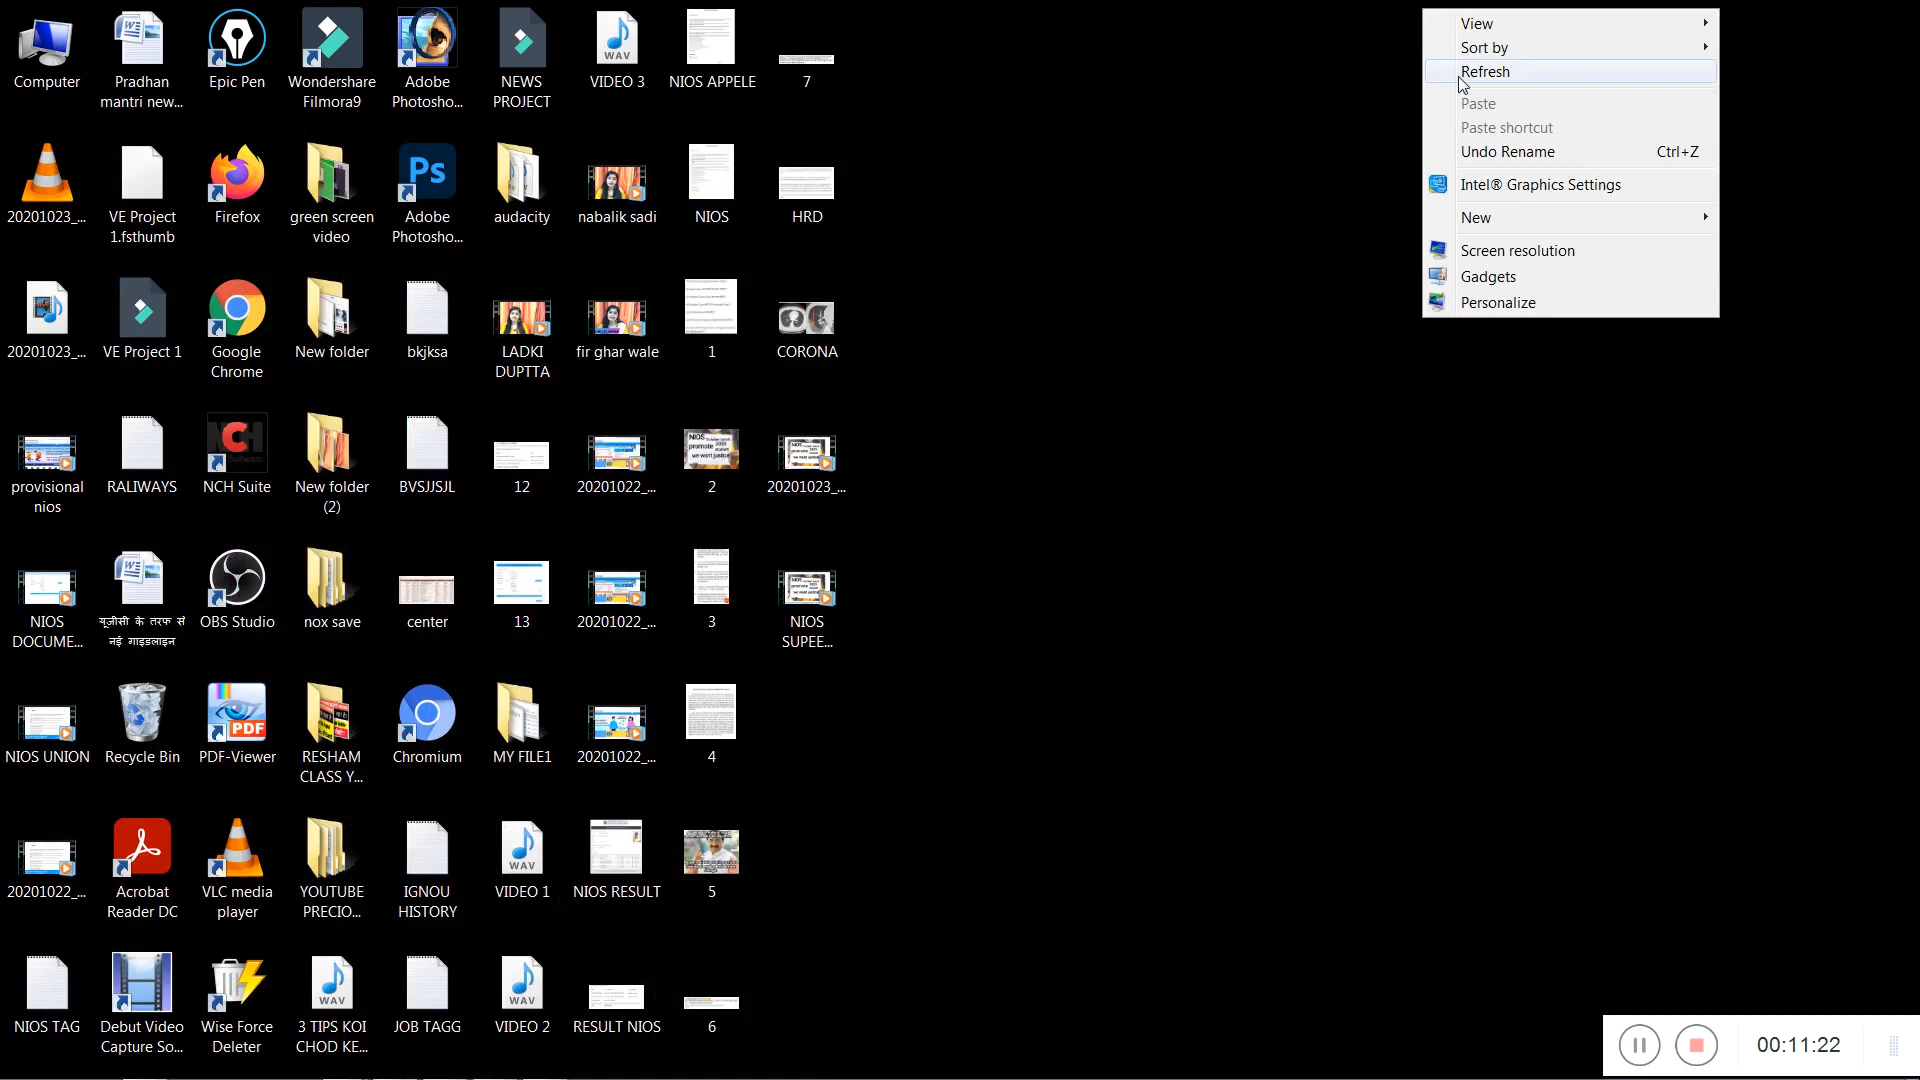 Computer
Pradhan
mantri new...
Epic Pen
Wondershare
Filmora9
Adobe
Photosho...
NEWS
PROJECT
VIDEO 3
NIOS APPELE
7
20201023_...
VE Project
1.fsthumb
Firefox
green screen
video
Ps
Adobe
Photosho...
audacity
nabalik sadi
NIOS
HRD
20201023_...
VE Project 1
Google
Chrome
New folder
bkjksa
LADKI
DUPTTA
fir ghar wale
1
CORONA
provisional
nios
RALIWAYS
NCH Suite
New folder
(2)
BVSJJSJL
12
20201022_...
2
20201023_...
NIOS
DOCUME...
यूजीसी के तरफ से
नई गाइडलाइन
OBS Studio
nox save
center
13
20201022_...
3
NIOS
SUPEE...
NIOS UNION
Recycle Bin
PDF
PDF-Viewer
RESHAM
CLASS Y...
Chromium
MY FILE1
20201022_...
4
20201022_...
Acrobat
Reader DC
VLC media
player
YOUTUBE
PRECIO...
IGNOU
HISTORY
WAV
VIDEO 1
NIOS RESULT
5
NIOS TAG
Debut Video
Capture So...
Wise Force
Deleter
WAV
3 TIPS KOI
CHOD KE...
JOB TAGG
WAV
VIDEO 2
RESULT NIOS
6
WAV
View
Sort by
Refresh
Paste
Paste shortcut
Undo Rename Ctrl+Z
Intel® Graphics Settings
New
Screen resolution
Gadgets
Personalize
00:11:22